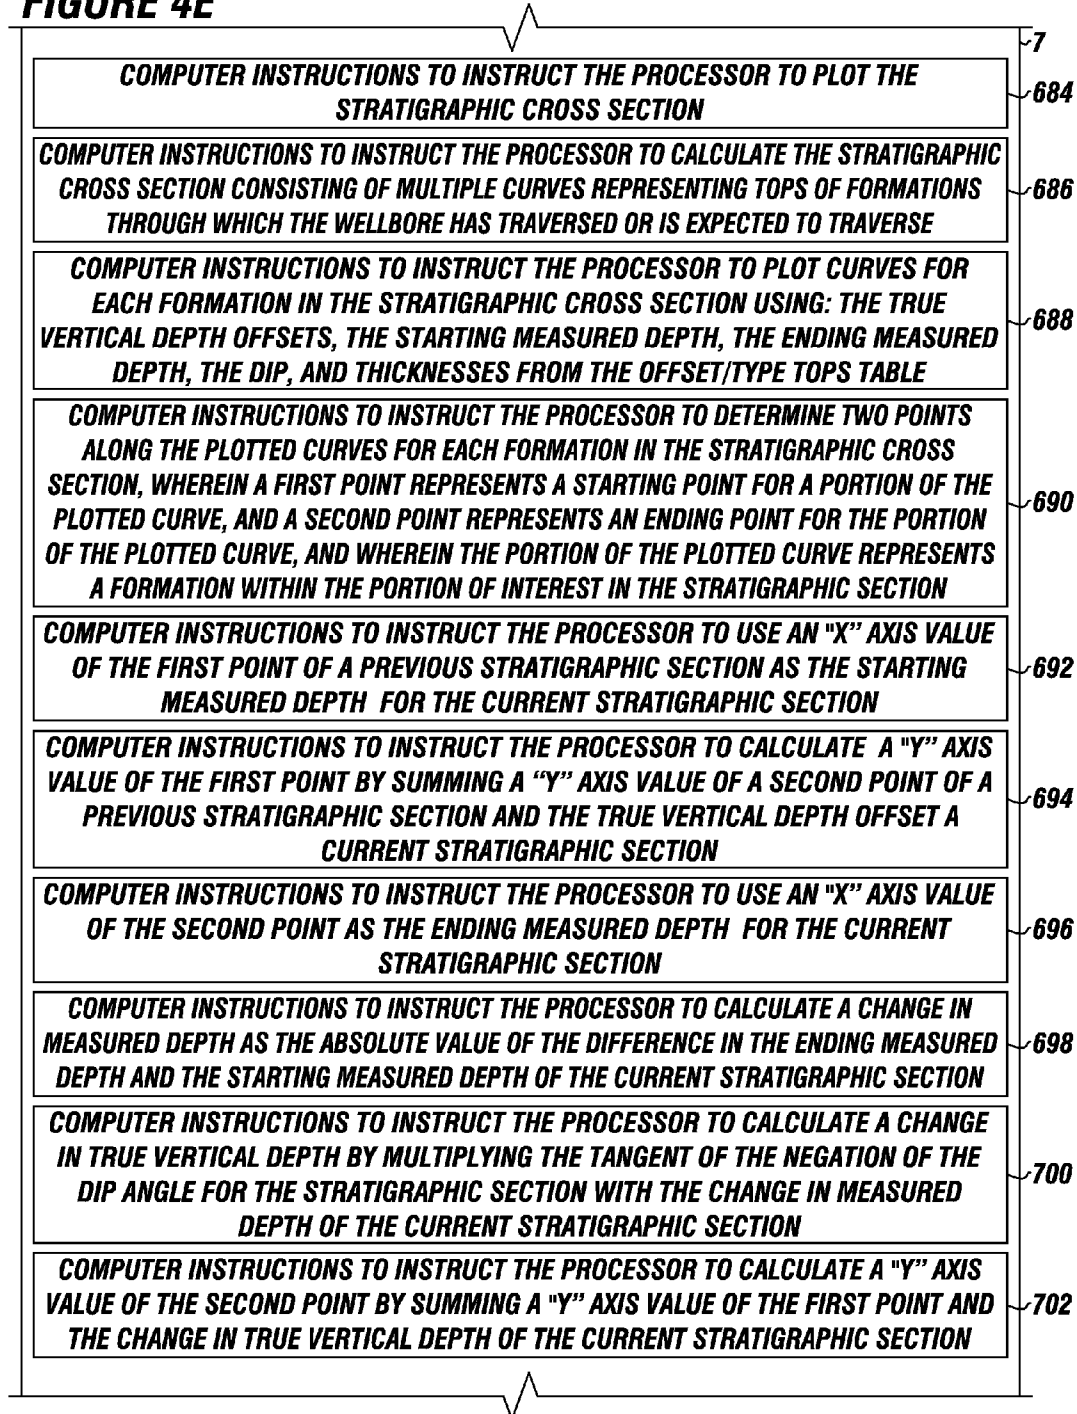 FIGURE 4E
7
COMPUTER INSTRUCTIONS TO INSTRUCT THE PROCESSOR TO PLOT THE
STRATIGRAPHIC CROSS SECTION
684
COMPUTER INSTRUCTIONS TO INSTRUCT THE PROCESSOR TO CALCULATE THE STRATIGRAPHIC
CROSS SECTION CONSISTING OF MULTIPLE CURVES REPRESENTING TOPS OF FORMATIONS
THROUGH WHICH THE WELLBORE HAS TRAVERSED OR IS EXPECTED TO TRAVERSE
686
COMPUTER INSTRUCTIONS TO INSTRUCT THE PROCESSOR TO PLOT CURVES FOR
EACH FORMATION IN THE STRATIGRAPHIC CROSS SECTION USING: THE TRUE
VERTICAL DEPTH OFFSETS, THE STARTING MEASURED DEPTH, THE ENDING MEASURED
DEPTH, THE DIP, AND THICKNESSES FROM THE OFFSET/TYPE TOPS TABLE
688
COMPUTER INSTRUCTIONS TO INSTRUCT THE PROCESSOR TO DETERMINE TWO POINTS
ALONG THE PLOTTED CURVES FOR EACH FORMATION IN THE STRATIGRAPHIC CROSS
SECTION, WHEREIN A FIRST POINT REPRESENTS A STARTING POINT FOR A PORTION OF THE
PLOTTED CURVE, AND A SECOND POINT REPRESENTS AN ENDING POINT FOR THE PORTION
OF THE PLOTTED CURVE, AND WHEREIN THE PORTION OF THE PLOTTED CURVE REPRESENTS
A FORMATION WITHIN THE PORTION OF INTEREST IN THE STRATIGRAPHIC SECTION
690
COMPUTER INSTRUCTIONS TO INSTRUCT THE PROCESSOR TO USE AN "X” AXIS VALUE
OF THE FIRST POINT OF A PREVIOUS STRATIGRAPHIC SECTION AS THE STARTING
MEASURED DEPTH FOR THE CURRENT STRATIGRAPHIC SECTION
692
COMPUTER INSTRUCTIONS TO INSTRUCT THE PROCESSOR TO CALCULATE A "Y” AXIS
VALUE OF THE FIRST POINT BY SUMMING A “Y” AXIS VALUE OF A SECOND POINT OF A
PREVIOUS STRATIGRAPHIC SECTION AND THE TRUE VERTICAL DEPTH OFFSET A
CURRENT STRATIGRAPHIC SECTION
694
COMPUTER INSTRUCTIONS TO INSTRUCT THE PROCESSOR TO USE AN "X” AXIS VALUE
OF THE SECOND POINT AS THE ENDING MEASURED DEPTH FOR THE CURRENT
STRATIGRAPHIC SECTION
696
COMPUTER INSTRUCTIONS TO INSTRUCT THE PROCESSOR TO CALCULATE A CHANGE IN
MEASURED DEPTH AS THE ABSOLUTE VALUE OF THE DIFFERENCE IN THE ENDING MEASURED
DEPTH AND THE STARTING MEASURED DEPTH OF THE CURRENT STRATIGRAPHIC SECTION
698
COMPUTER INSTRUCTIONS TO INSTRUCT THE PROCESSOR TO CALCULATE A CHANGE
IN TRUE VERTICAL DEPTH BY MULTIPLYING THE TANGENT OF THE NEGATION OF THE
DIP ANGLE FOR THE STRATIGRAPHIC SECTION WITH THE CHANGE IN MEASURED
DEPTH OF THE CURRENT STRATIGRAPHIC SECTION
700
COMPUTER INSTRUCTIONS TO INSTRUCT THE PROCESSOR TO CALCULATE A "Y” AXIS
VALUE OF THE SECOND POINT BY SUMMING A "Y” AXIS VALUE OF THE FIRST POINT AND
THE CHANGE IN TRUE VERTICAL DEPTH OF THE CURRENT STRATIGRAPHIC SECTION
702